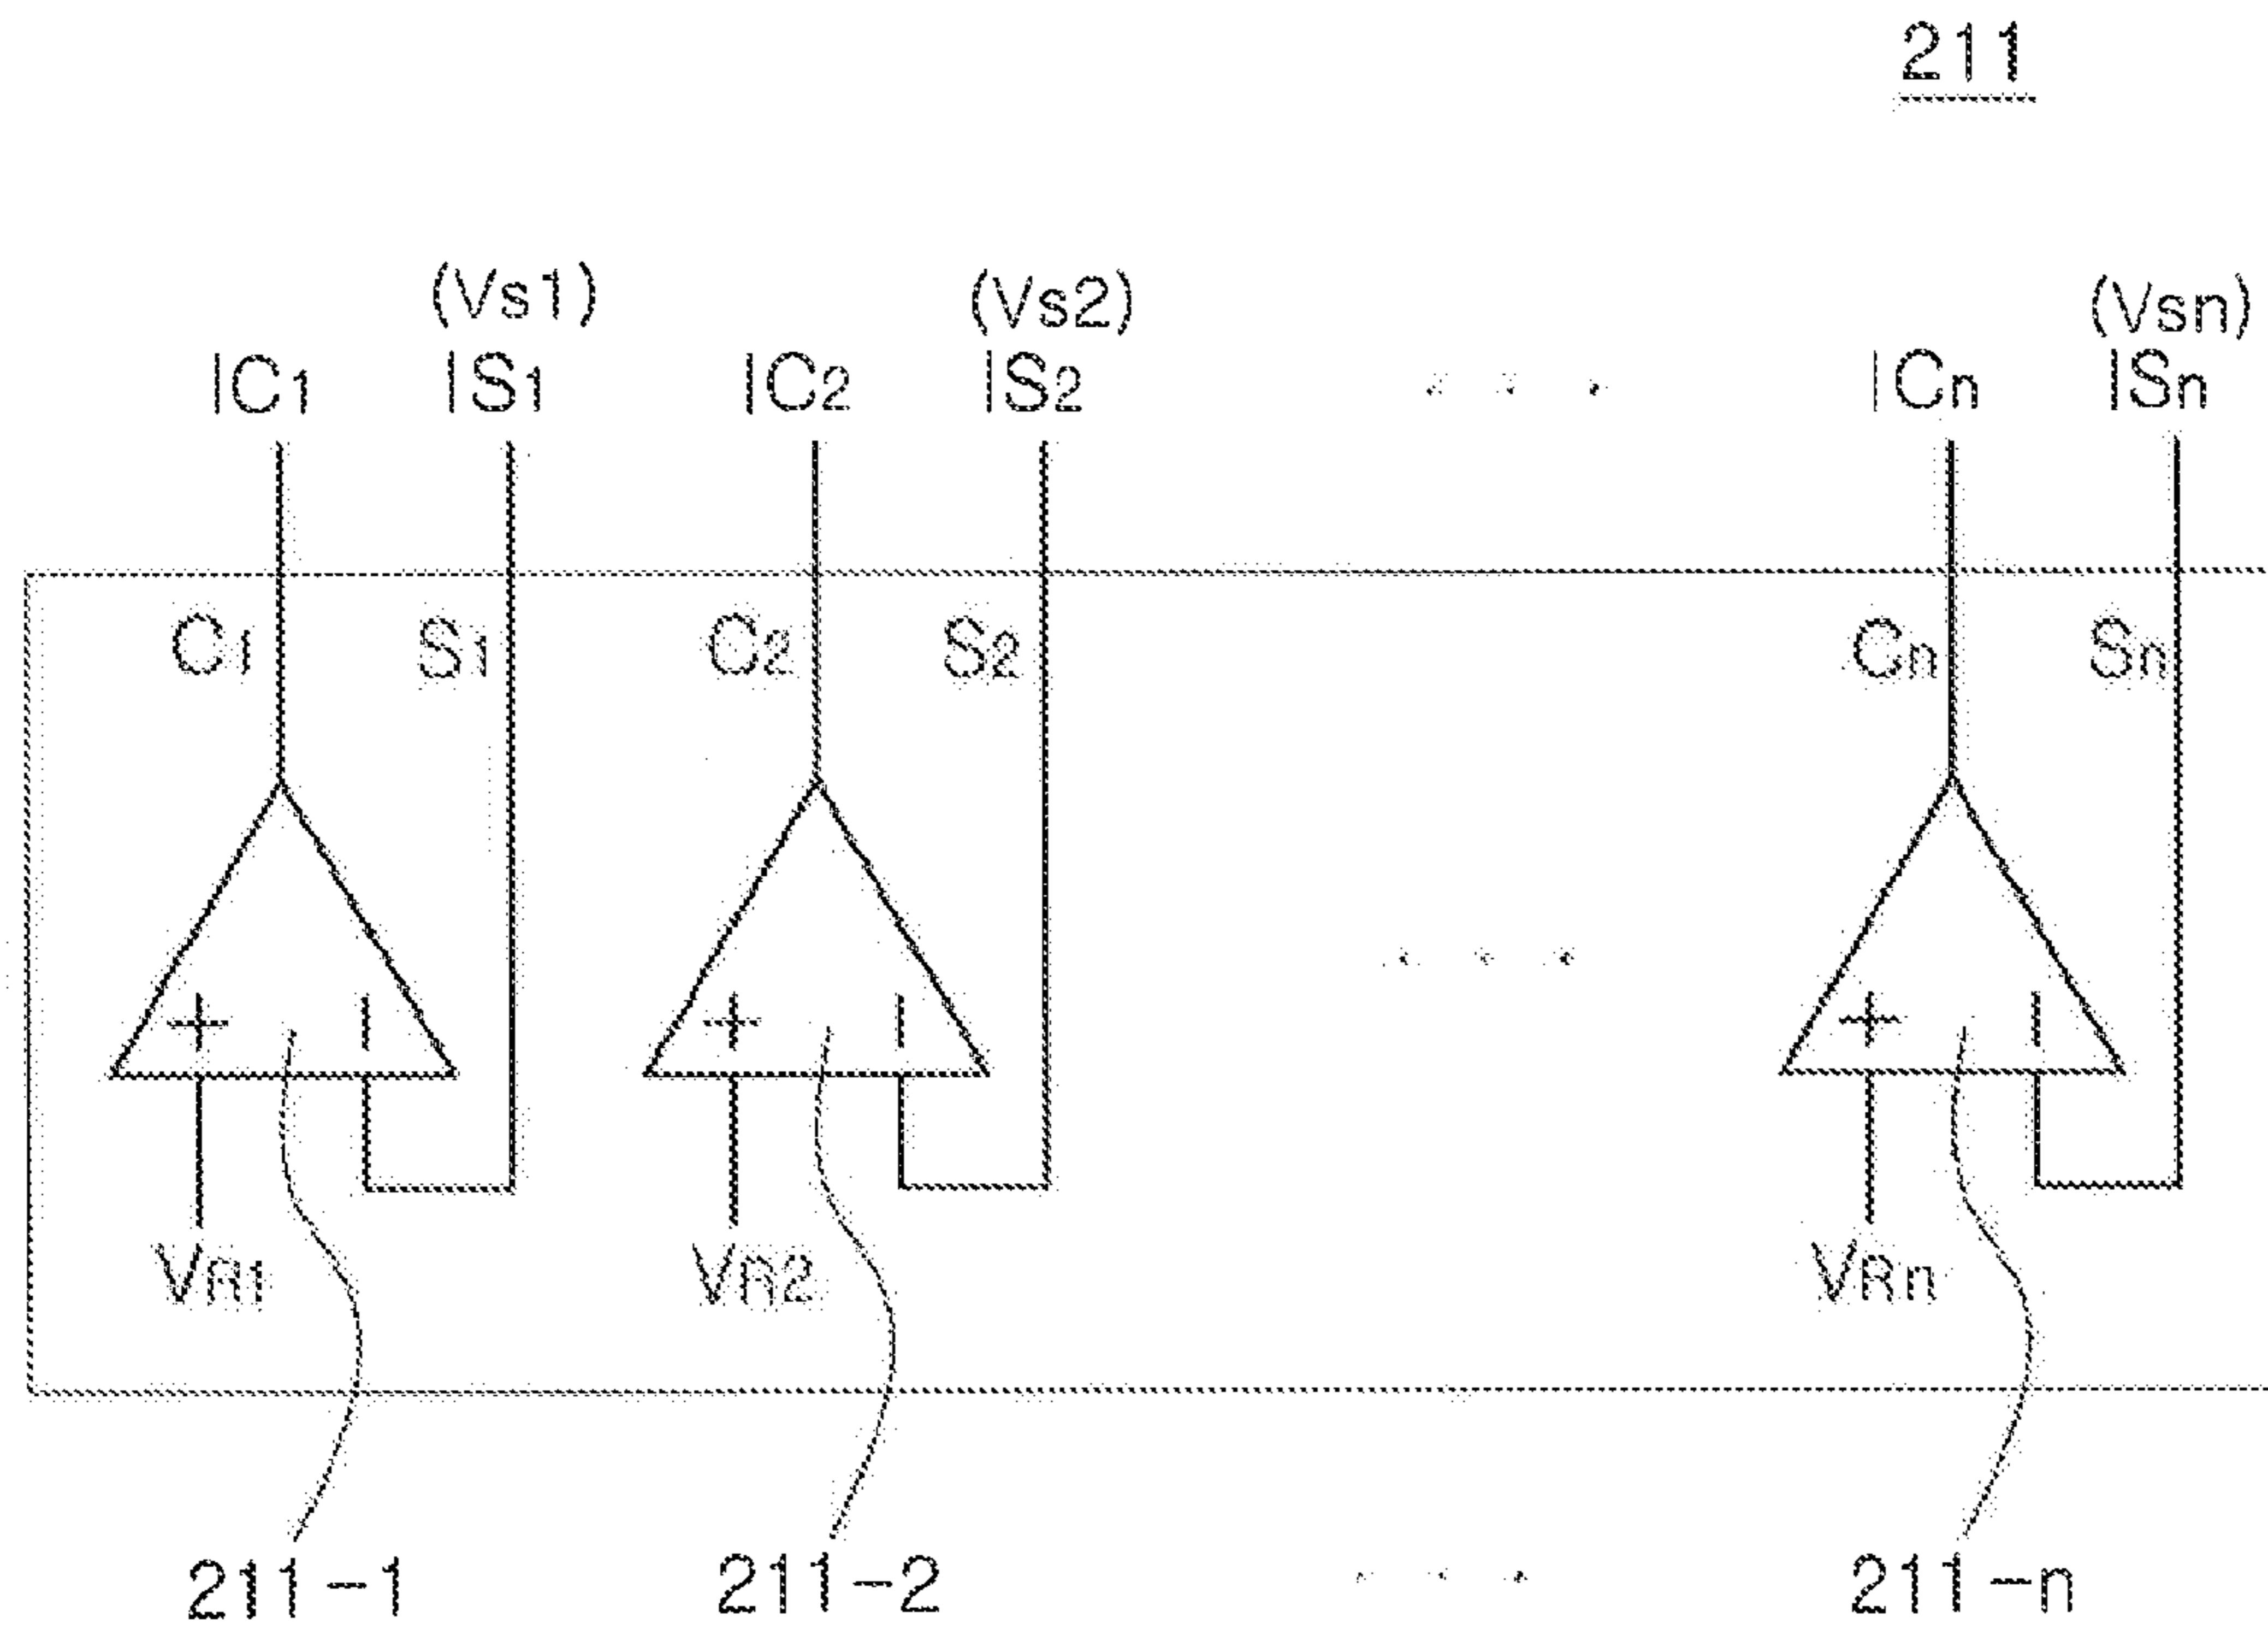 211
(Vs1) (Vs2) (Vsn)
IC1 IS1 IC2 IS2 . . . ICn ISn
C1 S1 C2 S2 Cn Sn
. . .
+ − + − + −
VR1 VR2 VRn
211-1 211-2 . . . 211-n